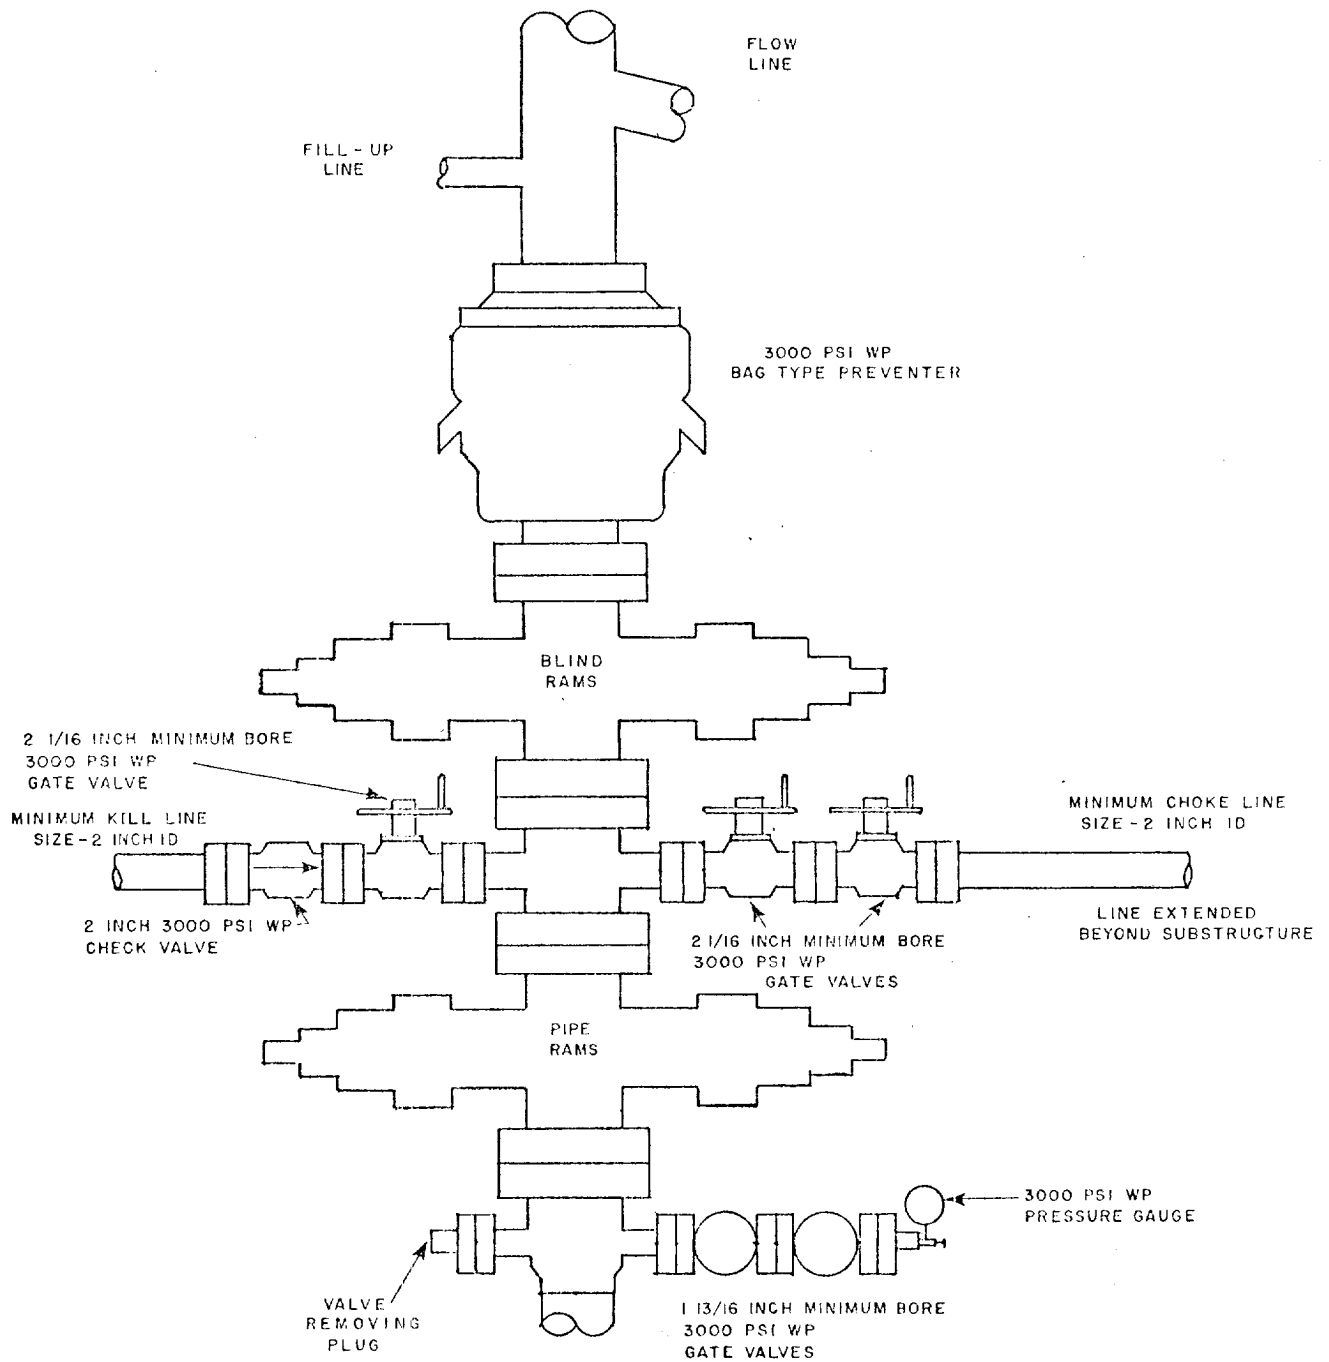 FLOW
LINE
FILL-UP
LINE
3000 PSI WP
BAG TYPE PREVENTER
BLIND
RAMS
2 1/16 INCH MINIMUM BORE
3000 PSI WP
GATE VALVE
MINIMUM KILL LINE
SIZE-2 INCH ID
MINIMUM CHOKE LINE
SIZE-2 INCH ID
2 INCH 3000 PSI WP
CHECK VALVE
2 1/16 INCH MINIMUM BORE
3000 PSI WP
GATE VALVES
LINE EXTENDED
BEYOND SUBSTRUCTURE
PIPE
RAMS
3000 PSI WP
PRESSURE GAUGE
VALVE
REMOVING
PLUG
1 13/16 INCH MINIMUM BORE
3000 PSI WP
GATE VALVES